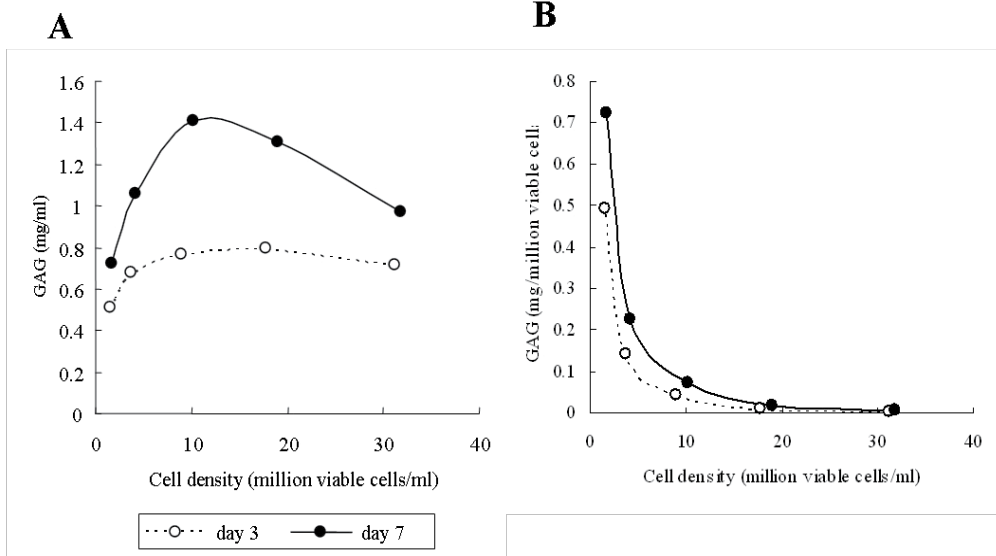 A
B
1.6
1.4
1.2
1
0.8
0.6
0.4
0.2
0
GAG (mg/ml)
0 10 20 30 40
Cell density (million viable cells/ml)
day 3 day 7
0.8
0.7
0.6
0.5
0.4
0.3
0.2
0.1
0
GAG (mg/million viable cell
0 10 20 30 40
Cell density (million viable cells/ml)